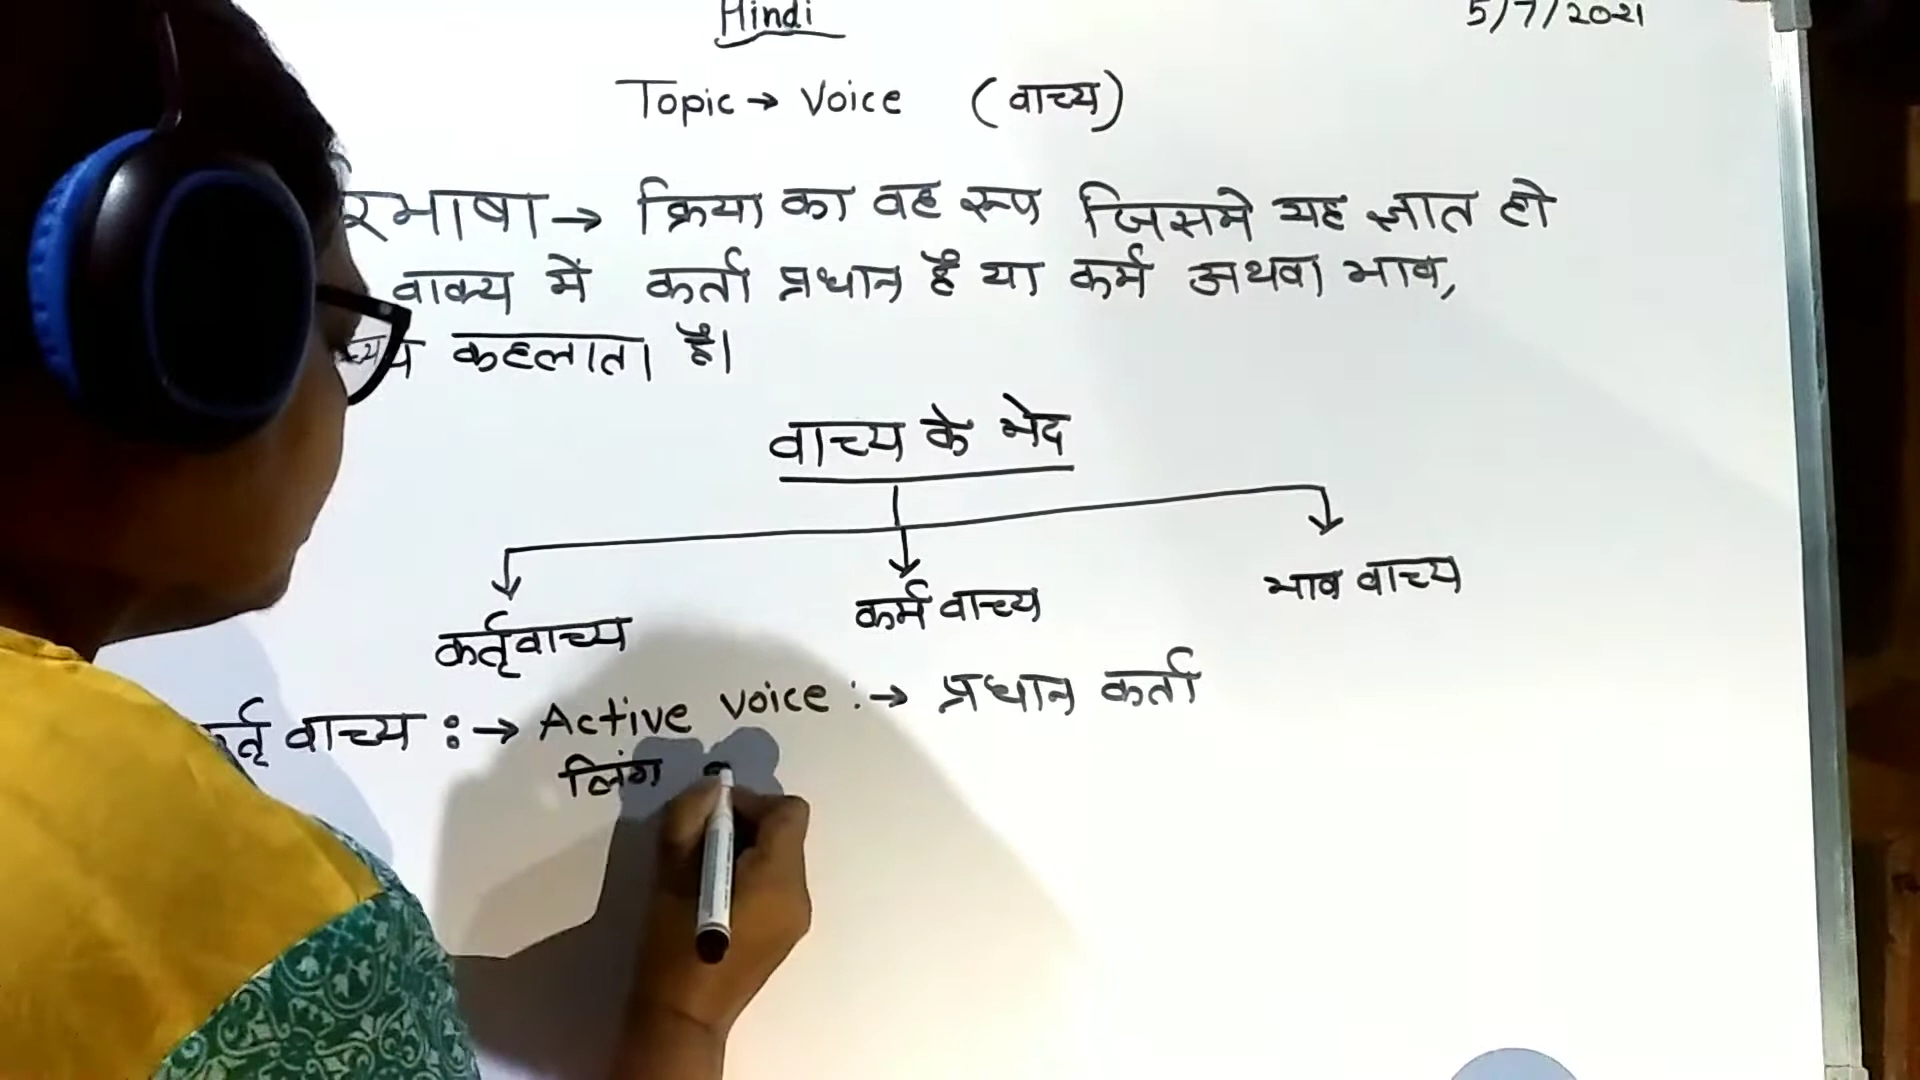 Hindi
5/7/2021
Topic → Voice (वाच्य)
रभाषा → क्रिया का वह रूप जिसमे यह ज्ञात हो
वाक्य में कर्ता प्रधान है या कर्म अथवा भाव,
कहलाता है।
वाच्य के भेद
कर्तृवाच्य कर्म वाच्य भाव वाच्य
र्तृ वाच्य :→ Active voice :→ प्रधान कर्ता
लिंग